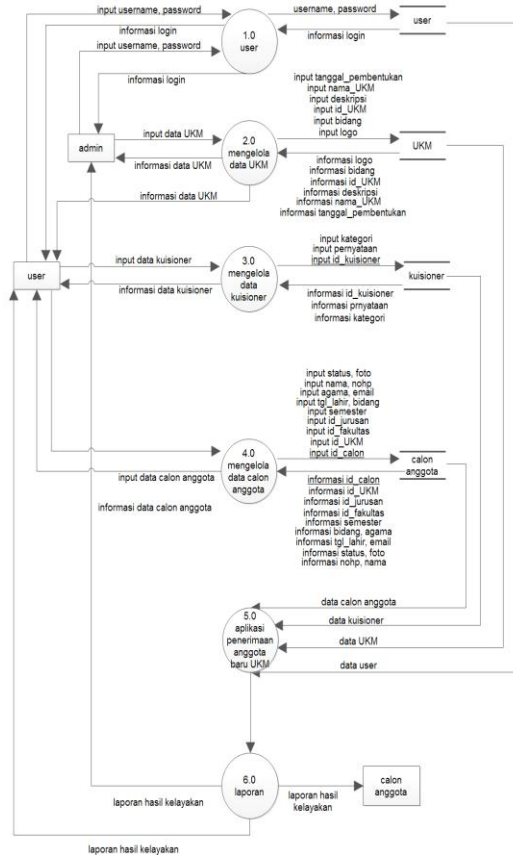 input username, password
informasi login
input username, password
informasi login
1.0
user
username, password
informasi login
user
admin
input data UKM
informasi data UKM
informasi data UKM
2.0
mengelola
data UKM
input tanggal_pembentukan
input nama_UKM
input deskripsi
input id_UKM
input bidang
input logo
informasi logo
informasi bidang
informasi id_UKM
informasi deskripsi
informasi nama_UKM
informasi tanggal_pembentukan
UKM
user
input data kuisioner
informasi data kuisioner
3.0
mengelola
data
kuisioner
input kategori
input pernyataan
input id_kuisioner
informasi id_kuisioner
informasi prnyataan
informasi kategori
kuisioner
input data calon anggota
informasi data calon anggota
4.0
mengelola
data calon
anggota
input status, foto
input nama, nohp
input agama, email
input tgl_lahir, bidang
input semester
input id_jurusan
input id_fakultas
input id_UKM
input id_calon
informasi id_calon
informasi id_UKM
informasi id_jurusan
informasi id_fakultas
informasi semester
informasi bidang, agama
informasi tgl_lahir, email
informasi status, foto
informasi nohp, nama
calon
anggota
5.0
aplikasi
penerimaan
anggota
baru UKM
data calon anggota
data kuisioner
data UKM
data user
6.0
laporan
laporan hasil kelayakan
laporan hasil
kelayakan
calon
anggota
laporan hasil kelayakan